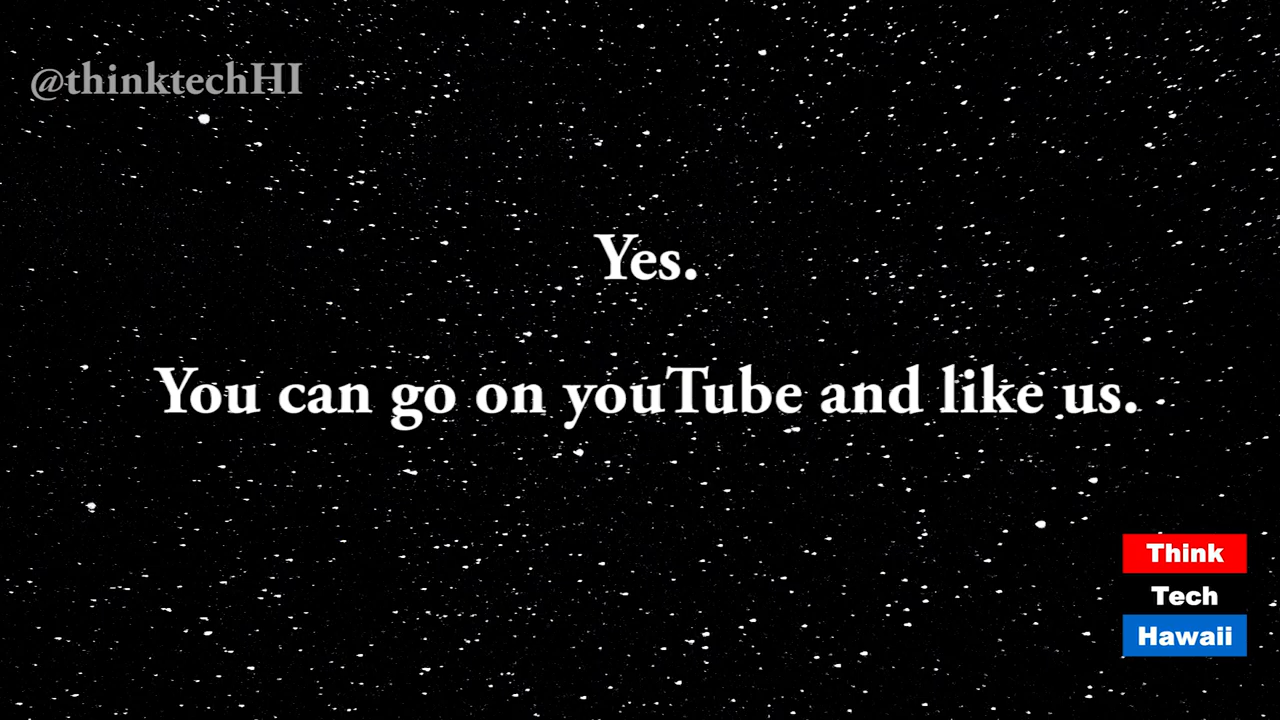 @thinktechHI
Yes.
You can go on youTube and like us.
Think
Tech
Hawaii